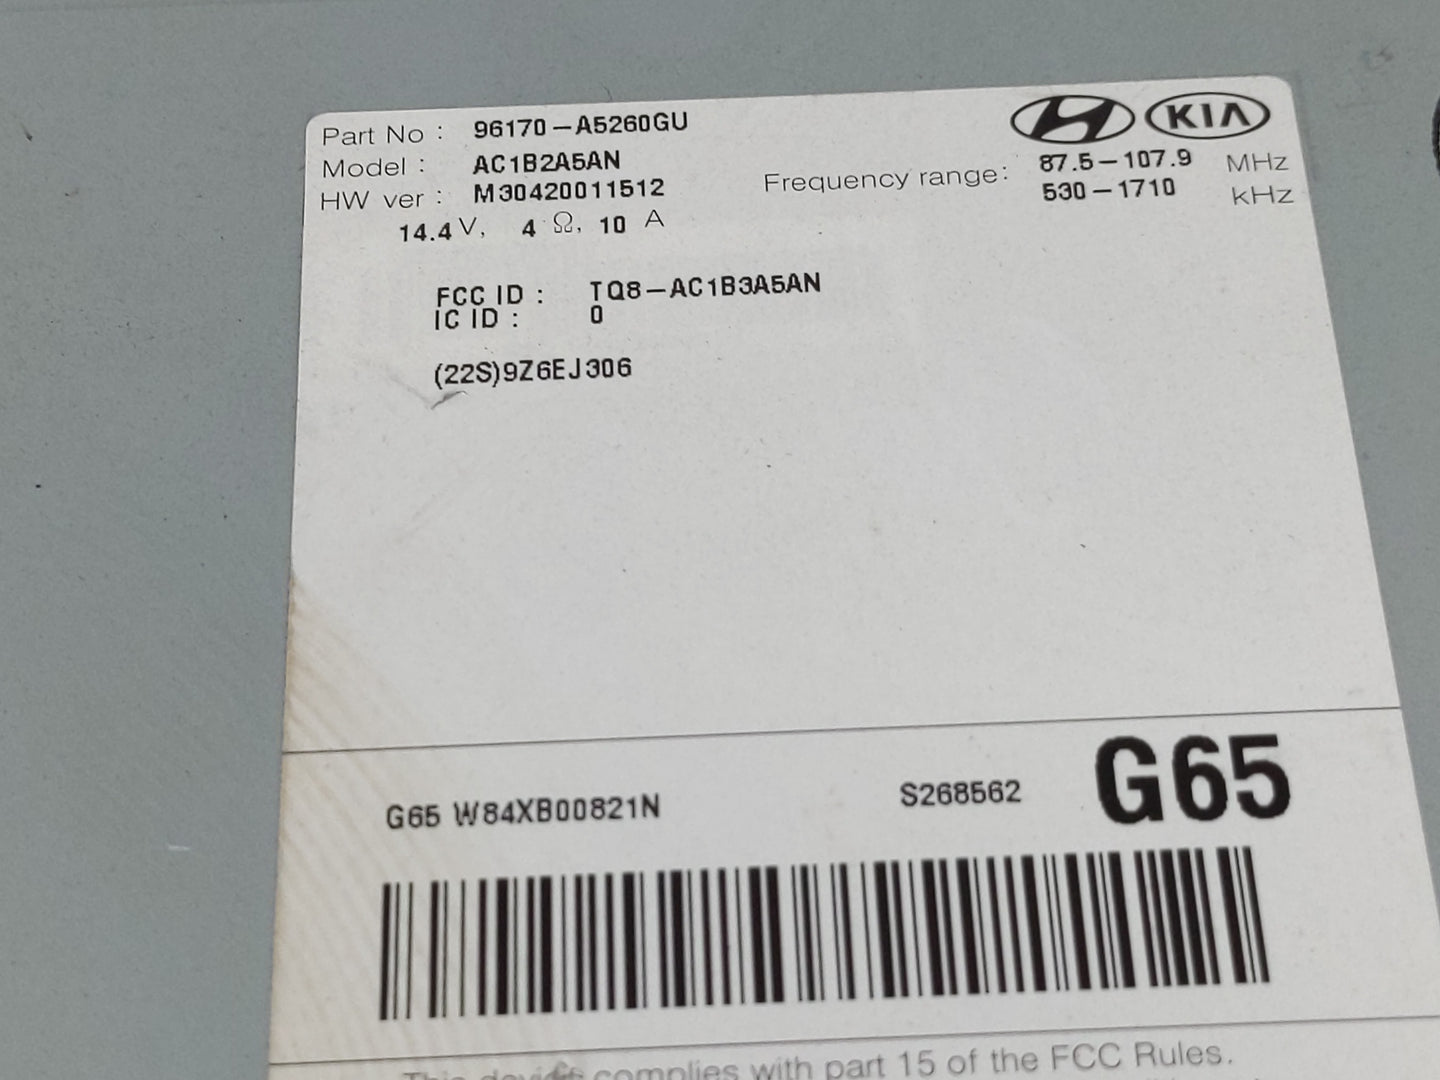 Part No : 96170-A5260GU
Model : AC1B2A5AN
HW ver : M30420011512
14.4 V, 4 Ω, 10 A
KIA
Frequency range: 87.5-107.9 MHz
530-1710 kHz
FCC ID : TQ8-AC1B3A5AN
IC ID : 0
(22S)9Z6EJ306
G65 W84XB00821N
S268562
G65
This device complies with part 15 of the FCC Rules.